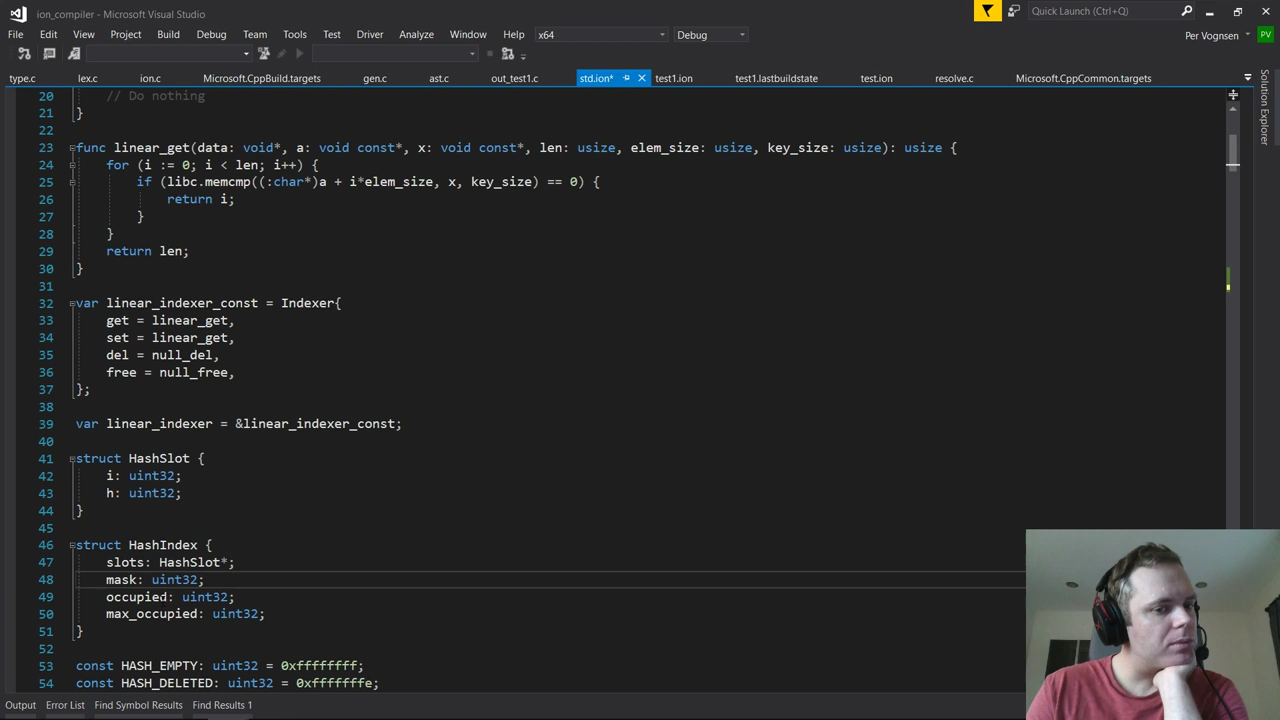 ion_compiler - Microsoft Visual Studio
Quick Launch (Ctrl+Q)
File Edit View Project Build Debug Team Tools Test Driver Analyze Window Help x64 Debug Per Vognsen PV
type.c lex.c ion.c Microsoft.CppBuild.targets gen.c ast.c out_test1.c std.ion* test1.ion test1.lastbuildstate test.ion resolve.c Microsoft.CppCommon.targets
Solution Explorer
20 // Do nothing
21 }
22
23 func linear_get(data: void*, a: void const*, x: void const*, len: usize, elem_size: usize, key_size: usize): usize {
24 for (i := 0; i < len; i++) {
25 if (libc.memcmp((:char*)a + i*elem_size, x, key_size) == 0) {
26 return i;
27 }
28 }
29 return len;
30 }
31
32 var linear_indexer_const = Indexer{
33 get = linear_get,
34 set = linear_get,
35 del = null_del,
36 free = null_free,
37 };
38
39 var linear_indexer = &linear_indexer_const;
40
41 struct HashSlot {
42 i: uint32;
43 h: uint32;
44 }
45
46 struct HashIndex {
47 slots: HashSlot*;
48 mask: uint32;
49 occupied: uint32;
50 max_occupied: uint32;
51 }
52
53 const HASH_EMPTY: uint32 = 0xffffffff;
54 const HASH_DELETED: uint32 = 0xfffffffe;
Output Error List Find Symbol Results Find Results 1